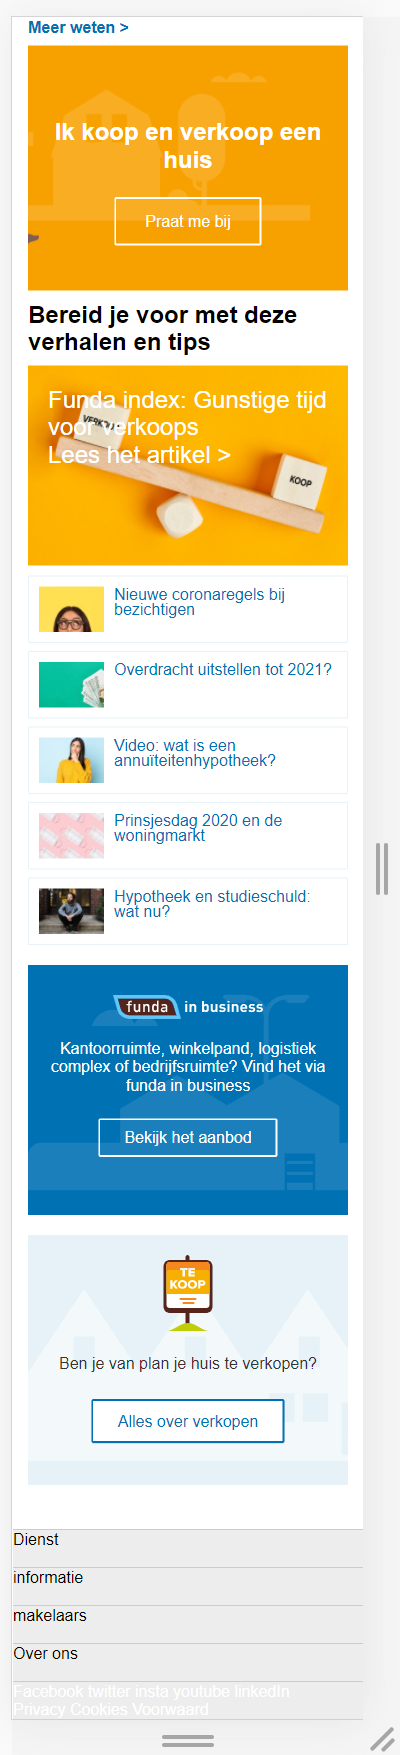 Meer weten >
Ik koop en verkoop een
huis
Praat me bij
Bereid je voor met deze
verhalen en tips
Funda index: Gunstige tijd
voor verkoops
Lees het artikel >
KOOP
Nieuwe coronaregels bij
bezichtigen
Overdracht uitstellen tot 2021?
Video: wat is een
annuïteitenhypotheek?
Prinsjesdag 2020 en de
woningmarkt
Hypotheek en studieschuld:
wat nu?
funda in business
Kantoorruimte, winkelpand, logistiek
complex of bedrijfsruimte? Vind het via
funda in business
Bekijk het aanbod
TE
KOOP
Ben je van plan je huis te verkopen?
Alles over verkopen
Dienst
informatie
makelaars
Over ons
Facebook twitter insta youtube linkedIn
Privacy Cookies Voorwaard